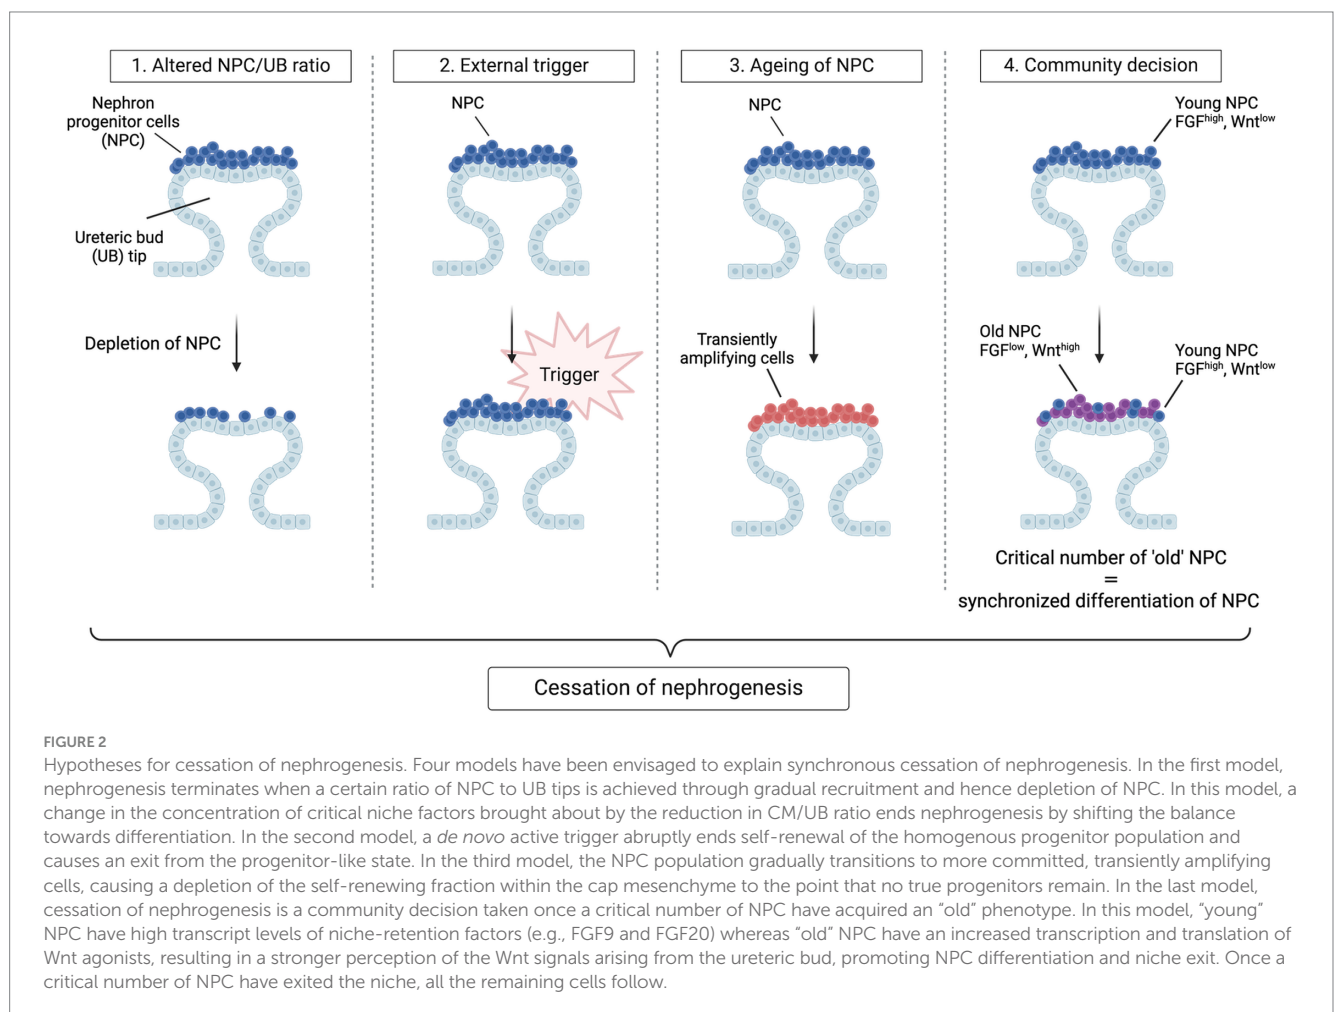 1. Altered NPC/UB ratio
Nephron
progenitor cells
(NPC)
Ureteric bud
(UB) tip
Depletion of NPC
2. External trigger
NPC
Trigger
3. Ageing of NPC
NPC
Transiently
amplifying cells
4. Community decision
Young NPC
FGFhigh, Wntlow
Old NPC
FGFlow, Wnthigh
Young NPC
FGFhigh, Wntlow
Critical number of 'old' NPC
=
synchronized differentiation of NPC
Cessation of nephrogenesis
FIGURE 2
Hypotheses for cessation of nephrogenesis. Four models have been envisaged to explain synchronous cessation of nephrogenesis. In the first model,
nephrogenesis terminates when a certain ratio of NPC to UB tips is achieved through gradual recruitment and hence depletion of NPC. In this model, a
change in the concentration of critical niche factors brought about by the reduction in CM/UB ratio ends nephrogenesis by shifting the balance
towards differentiation. In the second model, a de novo active trigger abruptly ends self-renewal of the homogenous progenitor population and
causes an exit from the progenitor-like state. In the third model, the NPC population gradually transitions to more committed, transiently amplifying
cells, causing a depletion of the self-renewing fraction within the cap mesenchyme to the point that no true progenitors remain. In the last model,
cessation of nephrogenesis is a community decision taken once a critical number of NPC have acquired an “old” phenotype. In this model, “young”
NPC have high transcript levels of niche-retention factors (e.g., FGF9 and FGF20) whereas “old” NPC have an increased transcription and translation of
Wnt agonists, resulting in a stronger perception of the Wnt signals arising from the ureteric bud, promoting NPC differentiation and niche exit. Once a
critical number of NPC have exited the niche, all the remaining cells follow.